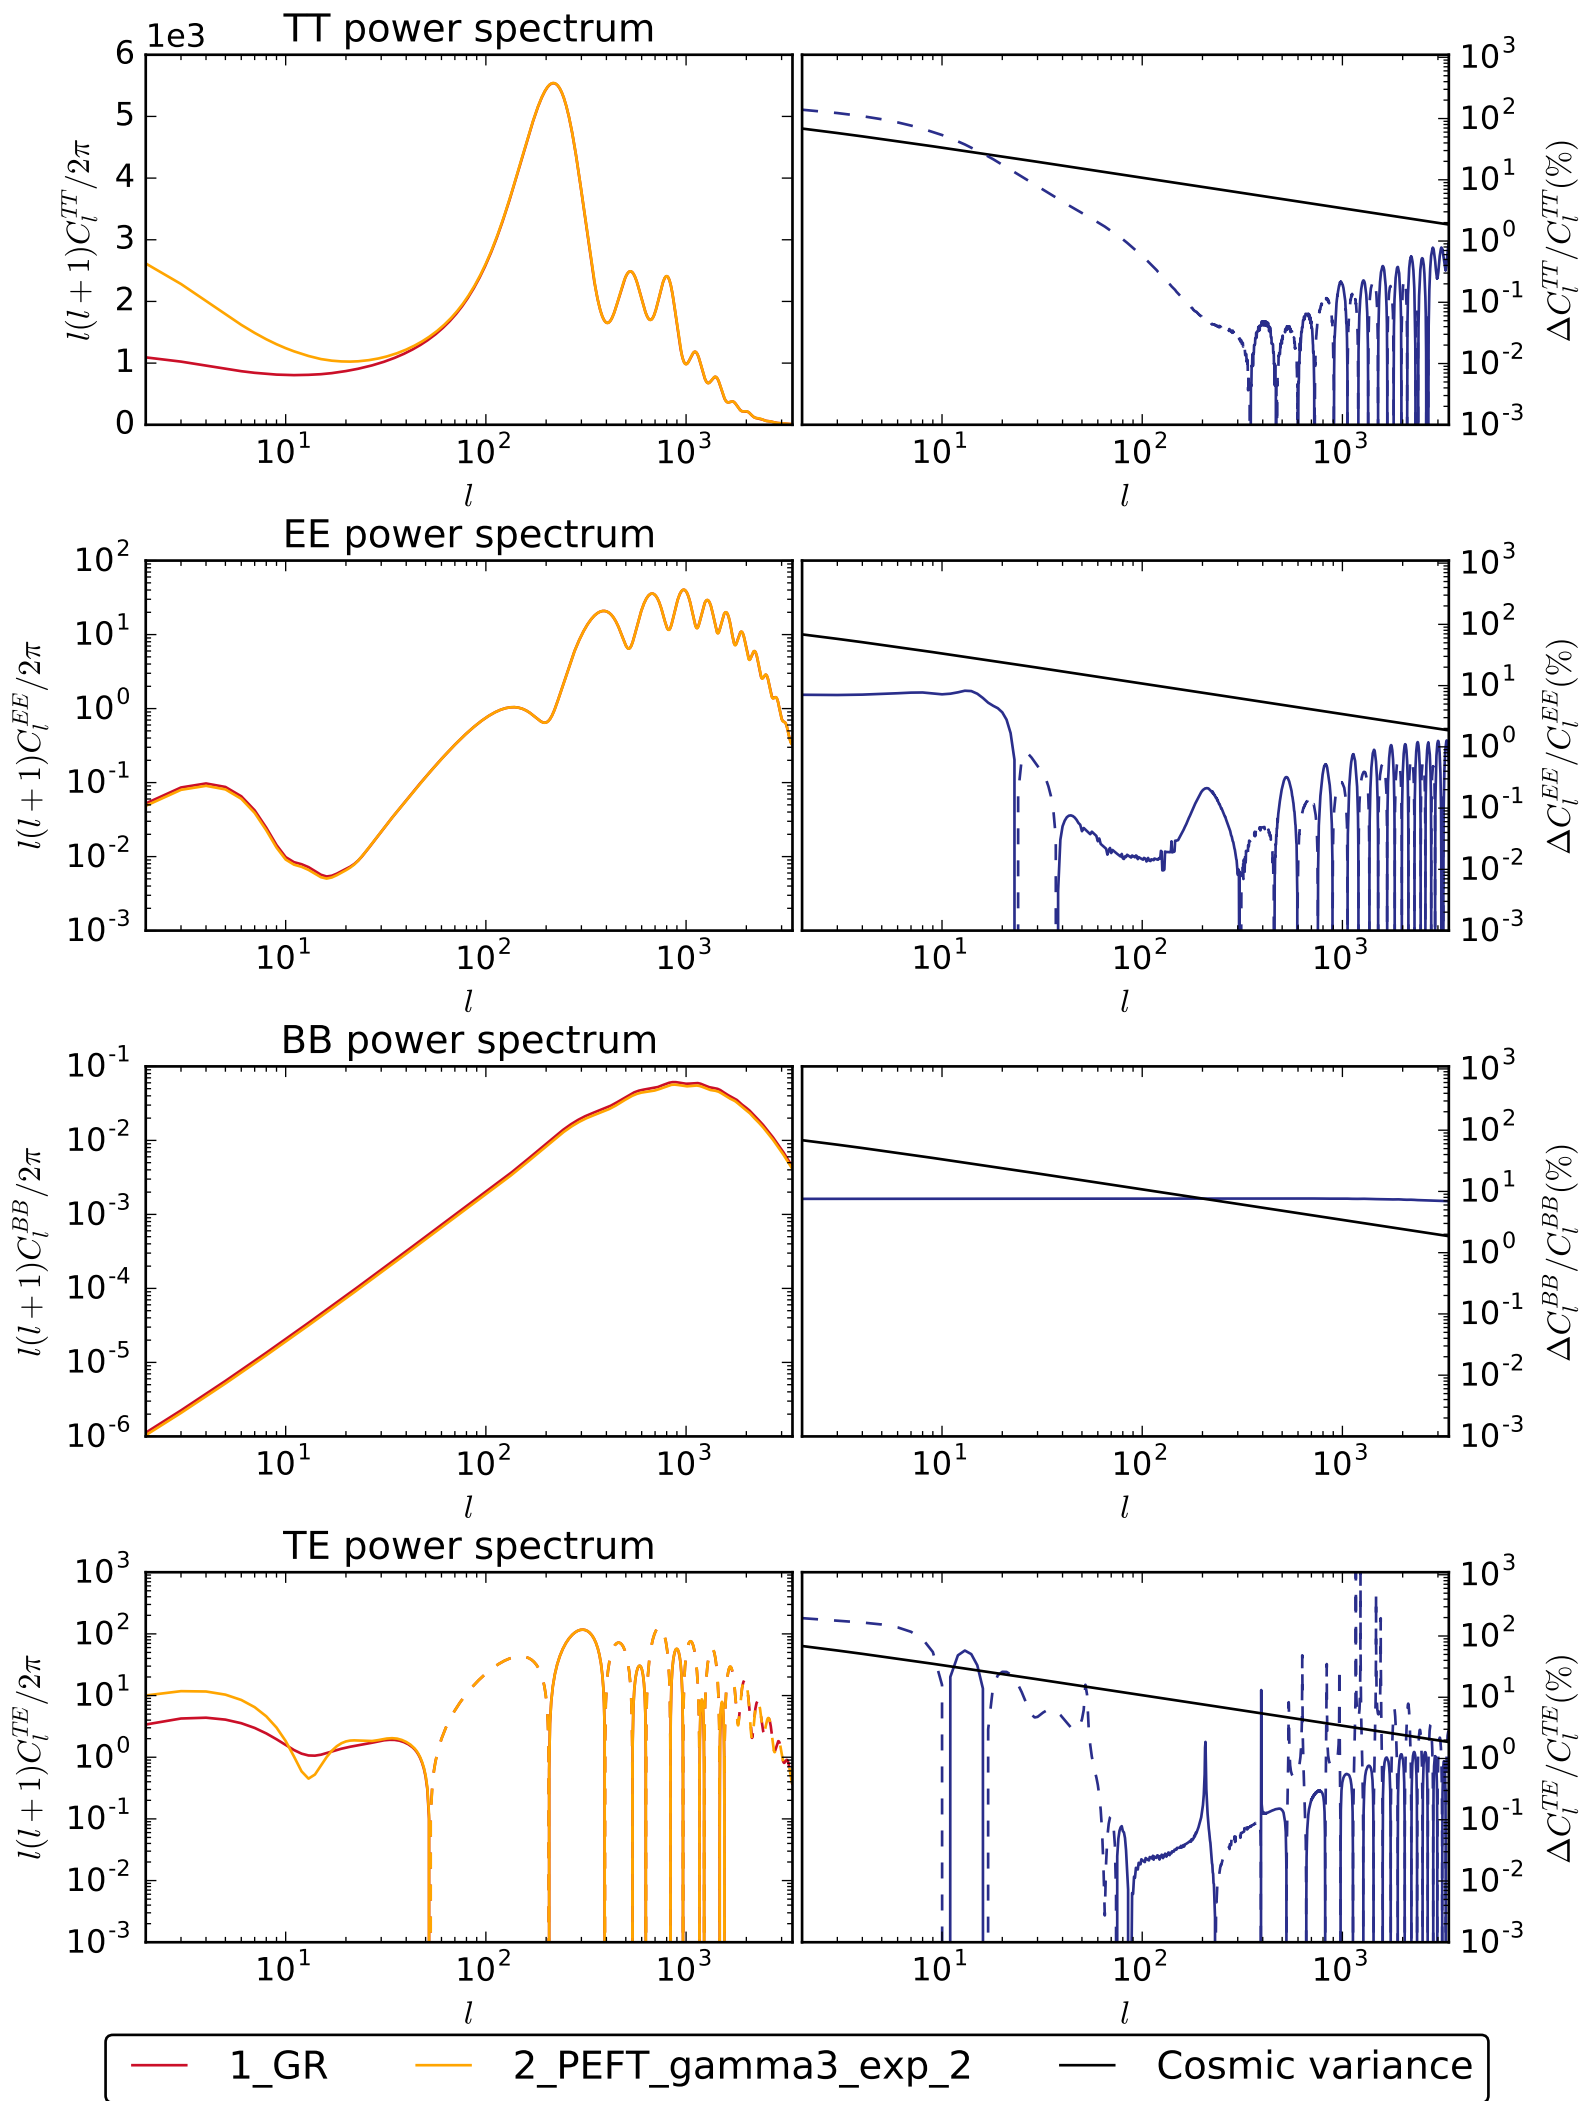 TT power spectrum
1e3
6
5
4
3
2
1
0
l(l + 1)C_l^{TT}/2π
10^1 10^2 10^3
l
10^3
10^2
10^1
10^0
10^-1
10^-2
10^-3
ΔC_l^{TT}/C_l^{TT}(%)
10^1 10^2 10^3
l
EE power spectrum
10^2
10^1
10^0
10^-1
10^-2
10^-3
l(l + 1)C_l^{EE}/2π
10^1 10^2 10^3
l
10^3
10^2
10^1
10^0
10^-1
10^-2
10^-3
ΔC_l^{EE}/C_l^{EE}(%)
10^1 10^2 10^3
l
BB power spectrum
10^-1
10^-2
10^-3
10^-4
10^-5
10^-6
l(l + 1)C_l^{BB}/2π
10^1 10^2 10^3
l
10^3
10^2
10^1
10^0
10^-1
10^-2
10^-3
ΔC_l^{BB}/C_l^{BB}(%)
10^1 10^2 10^3
l
TE power spectrum
10^3
10^2
10^1
10^0
10^-1
10^-2
10^-3
l(l + 1)C_l^{TE}/2π
10^1 10^2 10^3
l
10^3
10^2
10^1
10^0
10^-1
10^-2
10^-3
ΔC_l^{TE}/C_l^{TE}(%)
10^1 10^2 10^3
l
1_GR 2_PEFT_gamma3_exp_2 Cosmic variance